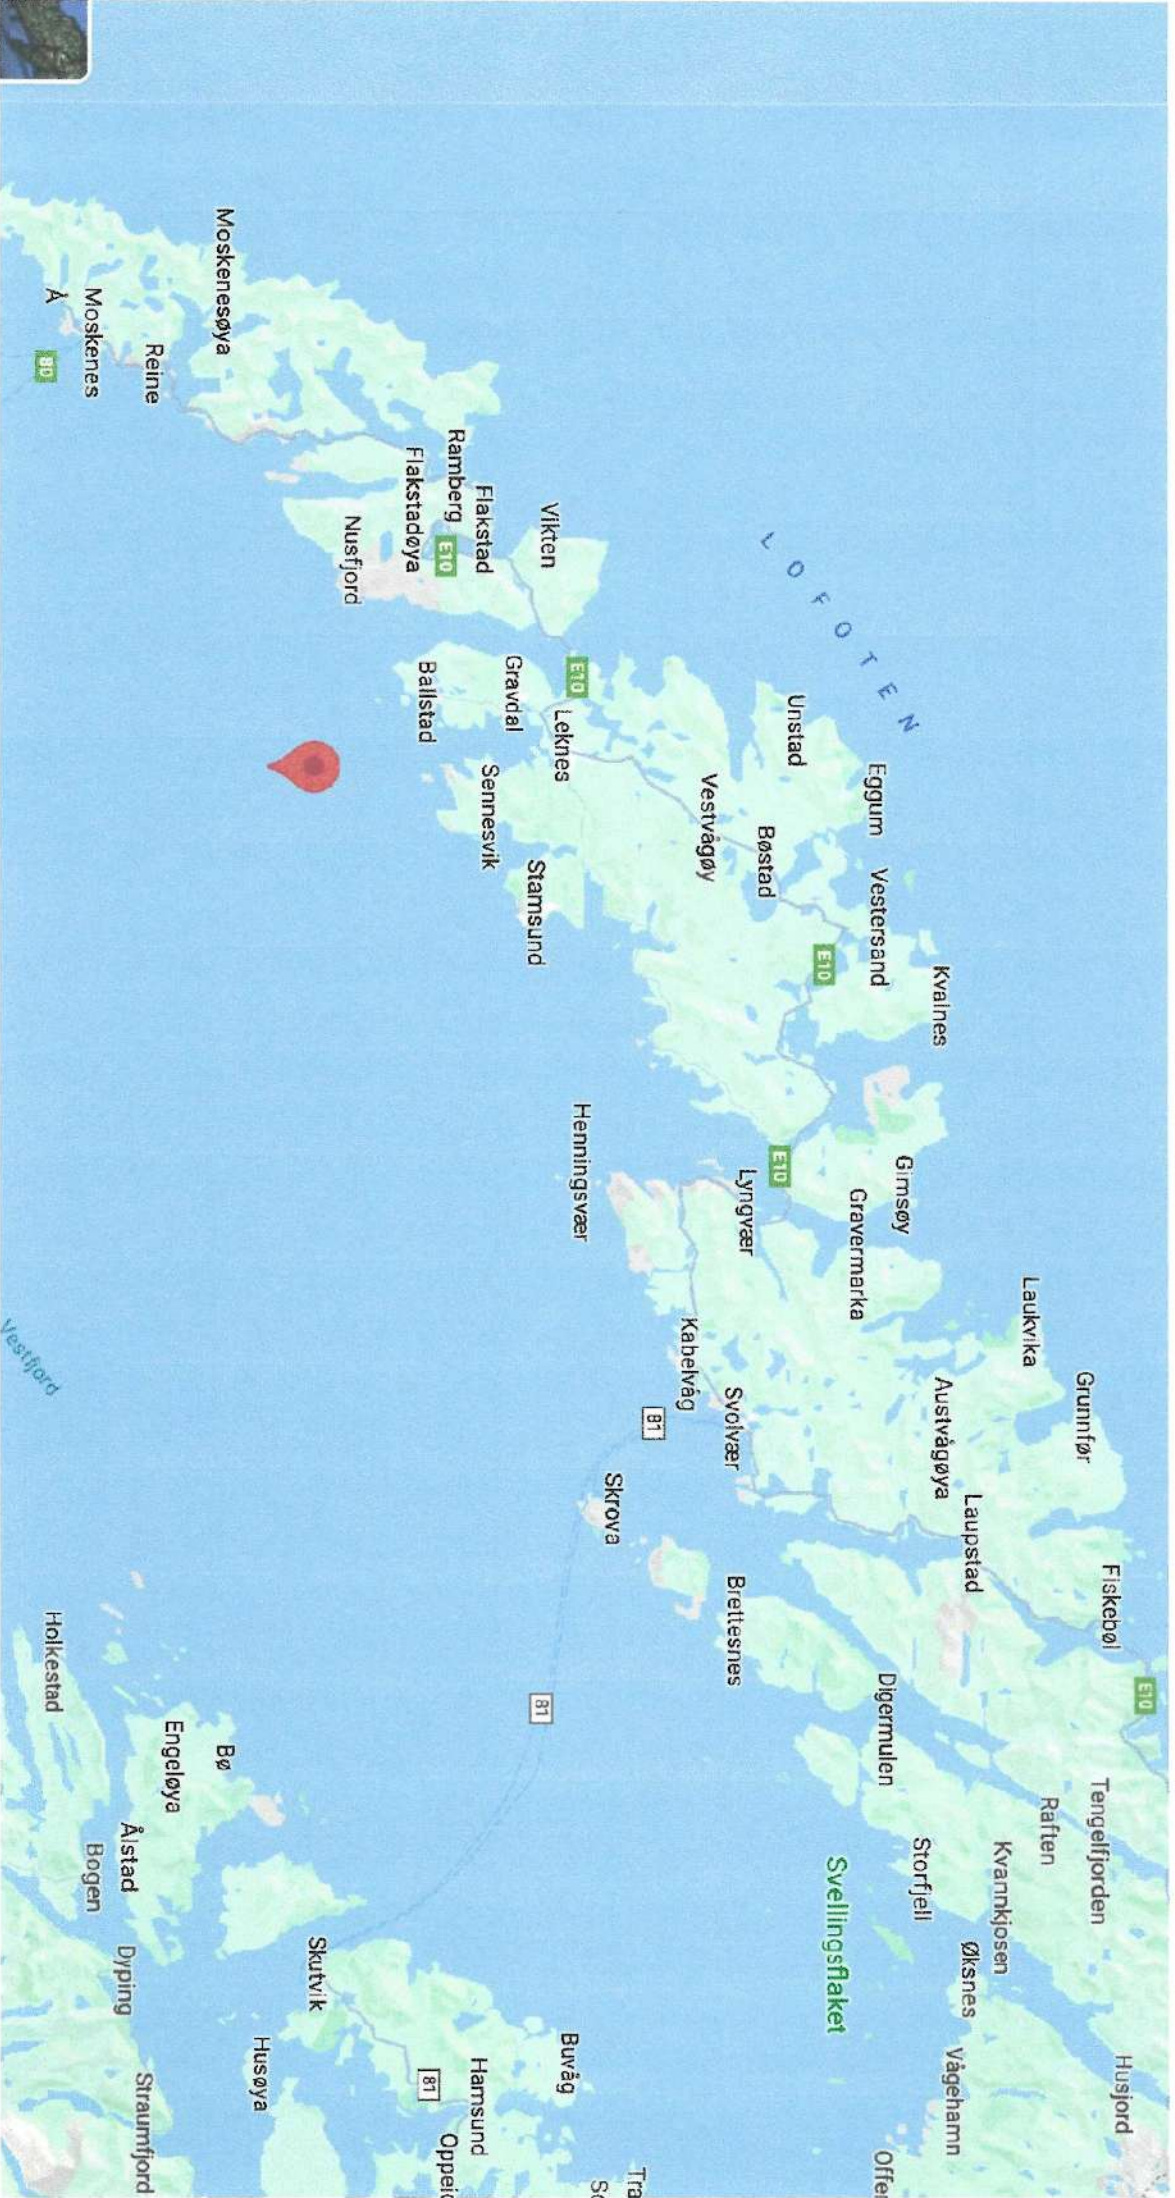 E10
Husjord
Fiskebøl
Tengelfjorden
Grunnfør
Raften
Laukvika
Kvannkjosen
Laupstad
Øksnes
Vågehamn
Austvågøya
Kvalnes
Storfjell
Gimsøy
Digermulen
Vestersand
Eggum
Gravermarka
LOFOTEN
Svellingsflaket
E10
Unstad
E10
Bøstad
Lyngvær
Brettesnes
Svolvær
Vestvågøy
Kabelvåg
81
Tra
Skrova
Henningsvær
E10
Buvåg
Leknes
Vikten
81
Stamsund
Gravdal
Sennesvik
Flakstad
Hamsund
Ramberg
Oppeid
E10
81
Ballstad
Flakstadøya
Nusfjord
Skutvik
Husøya
Bø
Moskenesøya
Engeløya
Reine
Straumfjord
Ålstad
Dyping
Bogen
Moskenes
Å
Holkestad
80
Vestfjord